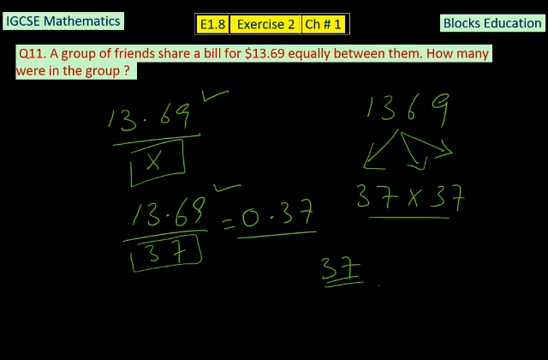 IGCSE Mathematics
E1.8 Exercise 2 Ch # 1
Blocks Education
Q11. A group of friends share a bill for $13.69 equally between them. How many
were in the group ?
13.69
x
1369
37 x 37
13.69 = 0.37
37
37